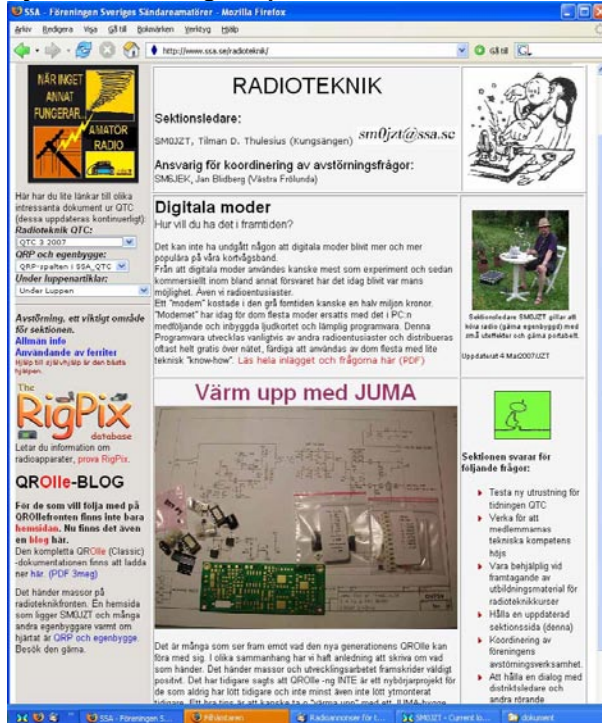 SSA - Föreningen Sveriges Sändareamatörer - Mozilla Firefox
Arkiv Redigera Visa Gå till Bokmärken Verktyg Hjälp
http://www.ssa.se/radioteknik/
Gå till
NÄR INGET
ANNAT
FUNGERAR...
AMATÖR
RADIO
Här har du lite länkar till olika
intressanta dokument ur QTC
(dessa uppdateras kontinuerligt):
Radioteknik QTC:
QTC 3 2007
QRP och egenbygge:
QRP-spalten i SSA_QTC
Under luppenartiklar:
Under Luppen
Avstörning, ett viktigt område
för sektionen.
Allmän info
Användande av ferriter
Hjälp till självhjälp är den bästa
hjälpen.
The
RigPix
database
Letar du information om
radioapparater, prova RigPix.
QROlle-BLOG
För de som vill följa med på
QROllefronten finns inte bara
hemsidan. Nu finns det även
en blog här.
Den kompletta QROlle (Classic)
-dokumentationen finns att ladda
ner här. (PDF 3meg)
Det händer massor på
radioteknikfronten. En hemsida
som ligger SM0JZT och många
andra egenbyggare varmt om
hjärtat är QRP och egenbygge.
Besök den gärna.
RADIOTEKNIK
Sektionsledare:
SM0JZT, Tilman D. Thulesius (Kungsängen) sm0jzt@ssa.se
Ansvarig för koordinering av avstörningsfrågor:
SM6JEK, Jan Blidberg (Västra Frölunda)
Digitala moder
Hur vill du ha det i framtiden?
Det kan inte ha undgått någon att digitala moder blivit mer och mer
populära på våra kortvågsband.
Från att digitala moder användes kanske mest som experiment och sedan
kommersiellt inom bland annat försvaret har det idag blivit var mans
möjlighet. Även vi radioentusiaster.
Ett "modem" kostade i den grå forntiden kanske en halv miljon kronor.
"Modemet" har idag för dom flesta moder ersatts med det i PC:n
medföljande och inbyggda ljudkortet och lämplig programvara. Denna
Programvara utvecklas vanligtvis av andra radioentusiaster och distribueras
oftast helt gratis över nätet, färdiga att användas av dom flesta med lite
teknisk "know-how". Läs hela inlägget och frågorna här (PDF)
Värm upp med JUMA
Det är många som ser fram emot vad den nya generationens QROlle kan
föra med sig. I olika sammanhang har vi haft anledning att skriva om vad
som händer. Det händer massor och utvecklingsarbetet framskrider väldigt
positivt. Det har tidigare sagts att QROlle -ng INTE är ett nybörjarprojekt för
de som aldrig har lött tidigare och inte minst även inte lött ytmonterat
tidigare. Ett bra tips är att kanske ta o "värma upp" med ett JUMA-bygge
Sektionsledare SM0JZT gillar att
köra radio (gärna egenbyggd) med
små uteffekter och gärna portabelt.
Uppdaterat 4 Mar2007/JZT
Sektionen svarar för
följande frågor:
Testa ny utrustning för
tidningen QTC
Verka för att
medlemmarnas
tekniska kompetens
höjs
Vara behjälplig vid
framtagande av
utbildningsmaterial för
radioteknikkurser
Hålla en uppdaterad
sektionssida (denna)
Koordinering av
föreningens
avstörningsverksamhet.
Att hålla en dialog med
distriktsledare och
andra rörande
SSA - Föreningen S...
Filhanteraren
Radioannonser för t...
SM0JZT - Current lo...
dokument